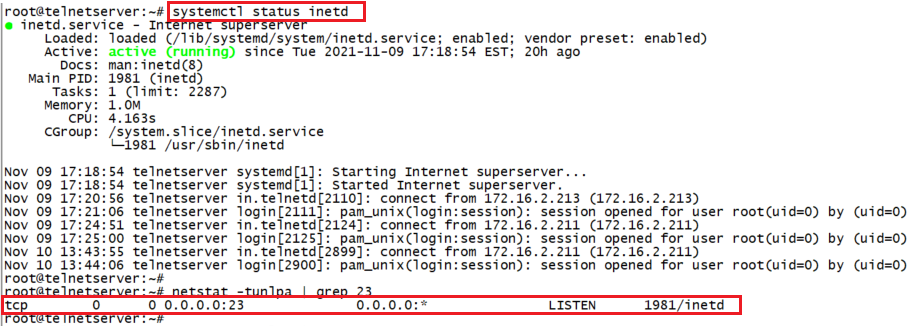 root@telnetserver:~# systemctl status inetd
● inetd.service - Internet superserver
Loaded: loaded (/lib/systemd/system/inetd.service; enabled; vendor preset: enabled)
Active: active (running) since Tue 2021-11-09 17:18:54 EST; 20h ago
Docs: man:inetd(8)
Main PID: 1981 (inetd)
Tasks: 1 (limit: 2287)
Memory: 1.0M
CPU: 4.163s
CGroup: /system.slice/inetd.service
└─1981 /usr/sbin/inetd
Nov 09 17:18:54 telnetserver systemd[1]: Starting Internet superserver...
Nov 09 17:18:54 telnetserver systemd[1]: Started Internet superserver.
Nov 09 17:20:56 telnetserver in.telnetd[2110]: connect from 172.16.2.213 (172.16.2.213)
Nov 09 17:21:06 telnetserver login[2111]: pam_unix(login:session): session opened for user root(uid=0) by (uid=0)
Nov 09 17:24:51 telnetserver in.telnetd[2124]: connect from 172.16.2.211 (172.16.2.211)
Nov 09 17:25:00 telnetserver login[2125]: pam_unix(login:session): session opened for user root(uid=0) by (uid=0)
Nov 10 13:43:55 telnetserver in.telnetd[2899]: connect from 172.16.2.211 (172.16.2.211)
Nov 10 13:44:06 telnetserver login[2900]: pam_unix(login:session): session opened for user root(uid=0) by (uid=0)
root@telnetserver:~#
root@telnetserver:~# netstat -tunlpa | grep 23
tcp 0 0 0.0.0.0:23 0.0.0.0:* LISTEN 1981/inetd
root@telnetserver:~#